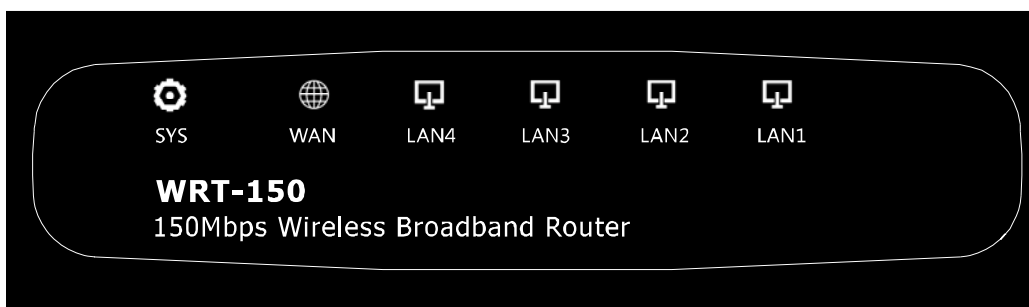 SYS WAN LAN4 LAN3 LAN2 LAN1
WRT-150
150Mbps Wireless Broadband Router